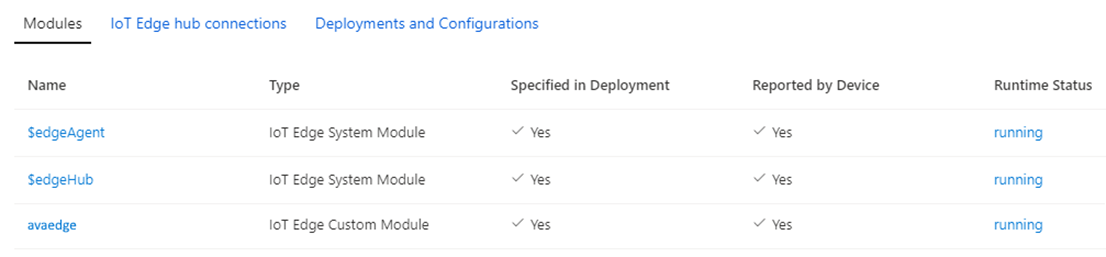 Modules IoT Edge hub connections Deployments and Configurations
Name Type Specified in Deployment Reported by Device Runtime Status
$edgeAgent IoT Edge System Module Yes Yes running
$edgeHub IoT Edge System Module Yes Yes running
avaedge IoT Edge Custom Module Yes Yes running